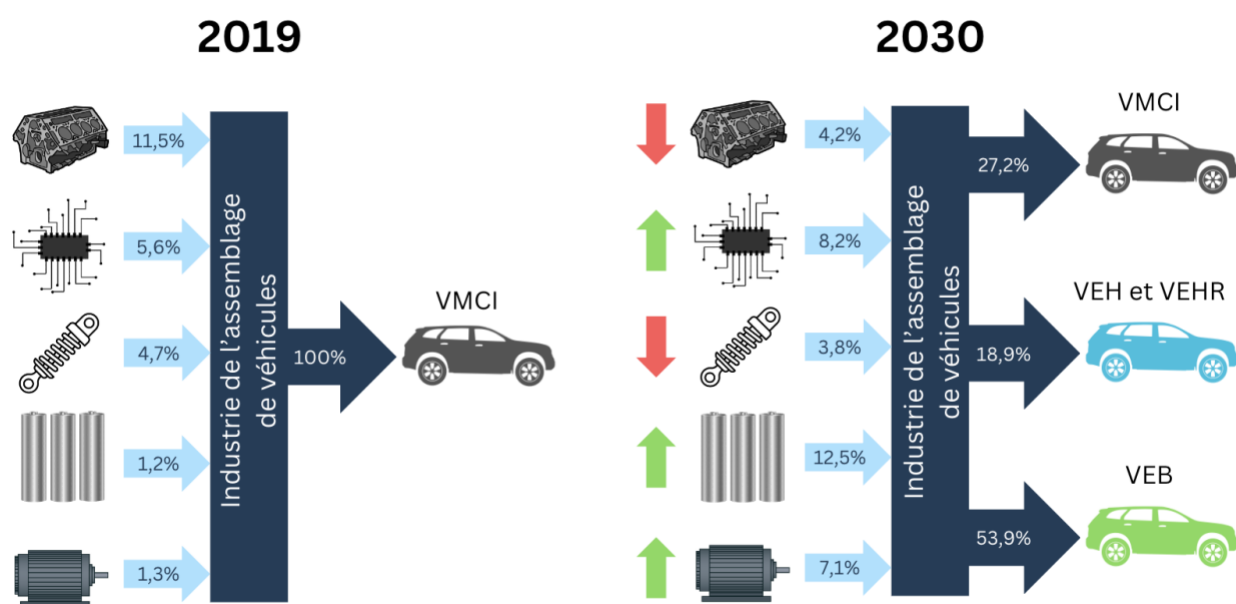 2019
11,5%
5,6%
4,7%
1,2%
1,3%
Industrie de l'assemblage
de véhicules
100%
VMCI
2030
4,2%
8,2%
3,8%
12,5%
7,1%
Industrie de l'assemblage
de véhicules
27,2%
VMCI
18,9%
VEH et VEHR
53,9%
VEB